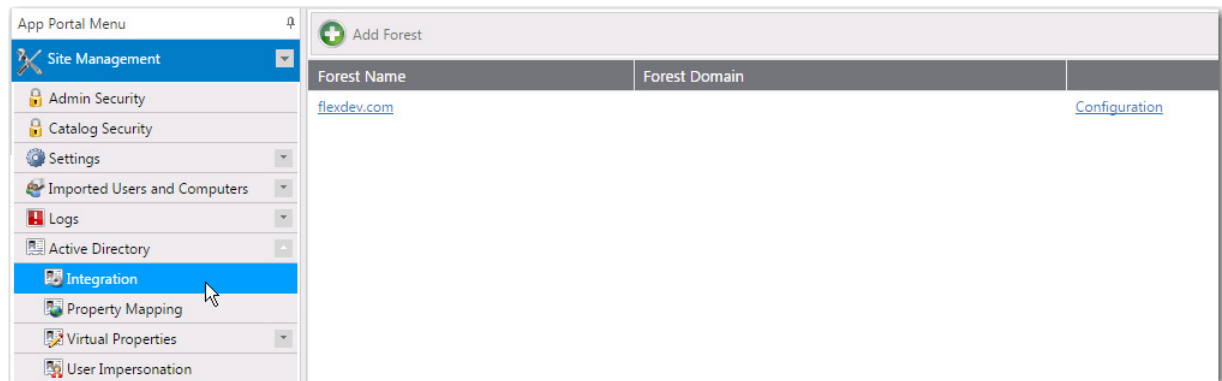 App Portal Menu
Site Management
Admin Security
Catalog Security
Settings
Imported Users and Computers
Logs
Active Directory
Integration
Property Mapping
Virtual Properties
User Impersonation
Add Forest
Forest Name Forest Domain
flexdev.com Configuration